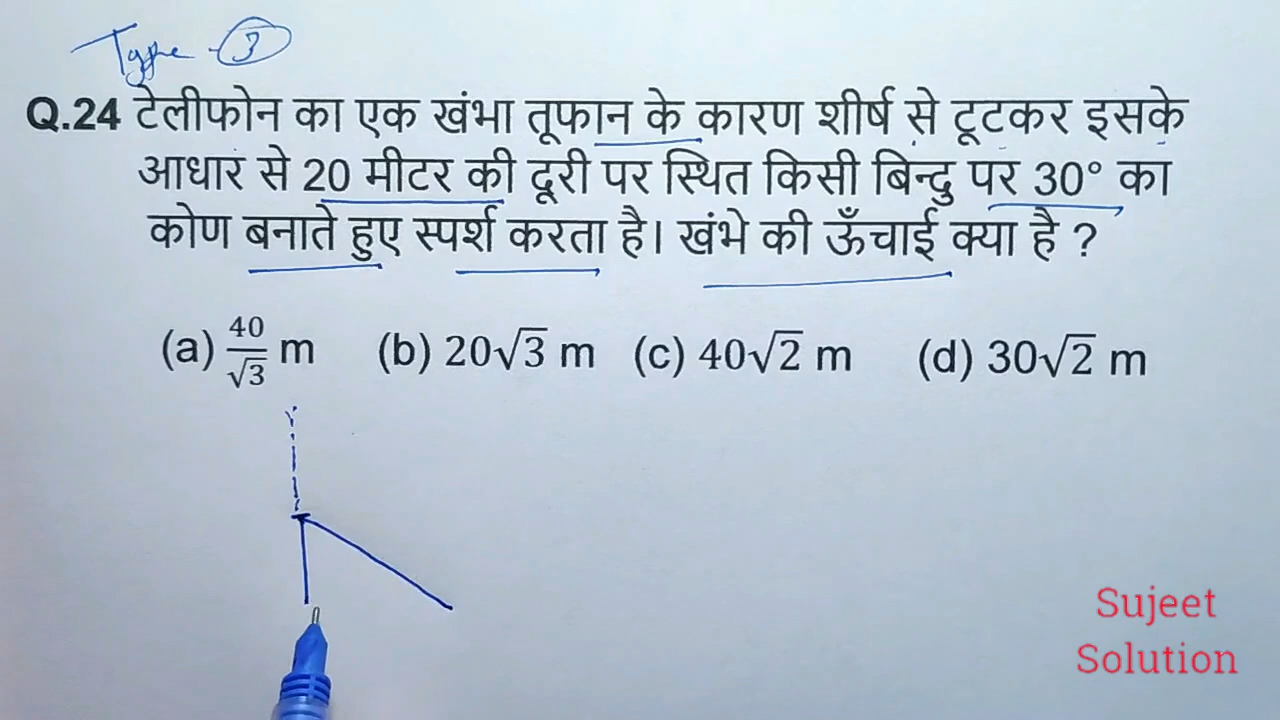 Type - ③
Q.24 टेलीफोन का एक खंभा तूफान के कारण शीर्ष से टूटकर इसके
आधार से 20 मीटर की दूरी पर स्थित किसी बिन्दु पर 30° का
कोण बनाते हुए स्पर्श करता है। खंभे की ऊँचाई क्या है ?
(a) 40/√3 m (b) 20√3 m (c) 40√2 m (d) 30√2 m
Sujeet
Solution